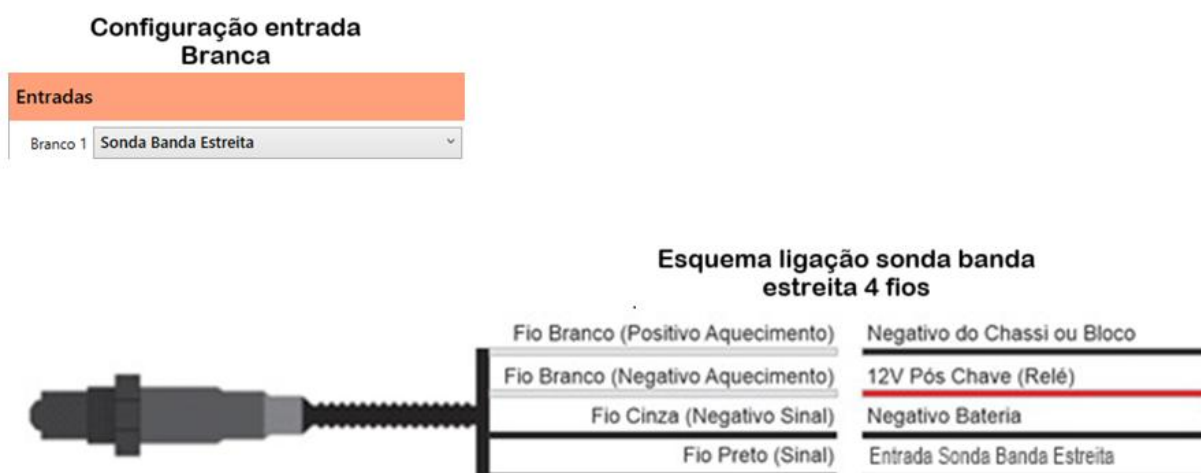 Configuração entrada
Branca
Entradas
Branco 1 Sonda Banda Estreita
Esquema ligação sonda banda
estreita 4 fios
Fio Branco (Positivo Aquecimento) Negativo do Chassi ou Bloco
Fio Branco (Negativo Aquecimento) 12V Pós Chave (Relé)
Fio Cinza (Negativo Sinal) Negativo Bateria
Fio Preto (Sinal) Entrada Sonda Banda Estreita